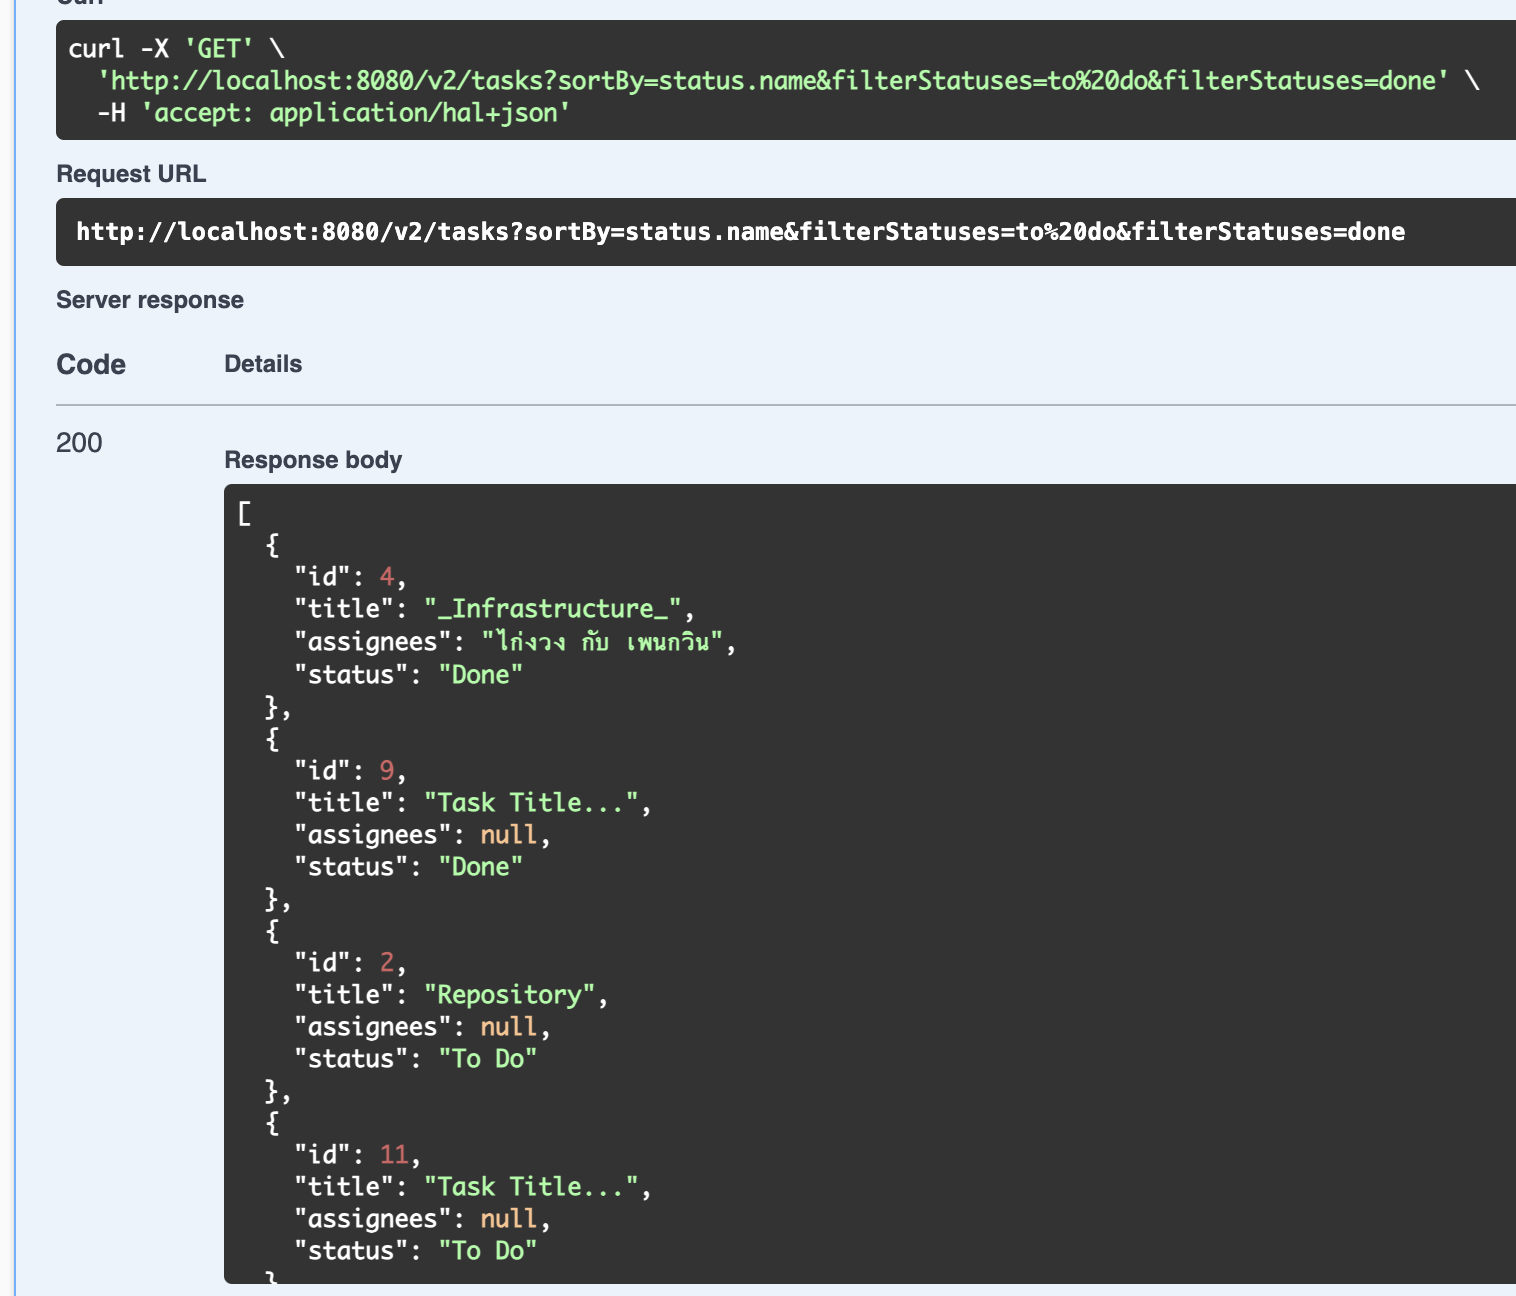 Curl
curl -X 'GET' \
  'http://localhost:8080/v2/tasks?sortBy=status.name&filterStatuses=to%20do&filterStatuses=done' \
  -H 'accept: application/hal+json'
Request URL
http://localhost:8080/v2/tasks?sortBy=status.name&filterStatuses=to%20do&filterStatuses=done
Server response
Code Details
200
Response body
[
  {
    "id": 4,
    "title": "_Infrastructure_",
    "assignees": "ไก่งวง กับ เพนกวิน",
    "status": "Done"
  },
  {
    "id": 9,
    "title": "Task Title...",
    "assignees": null,
    "status": "Done"
  },
  {
    "id": 2,
    "title": "Repository",
    "assignees": null,
    "status": "To Do"
  },
  {
    "id": 11,
    "title": "Task Title...",
    "assignees": null,
    "status": "To Do"
  }